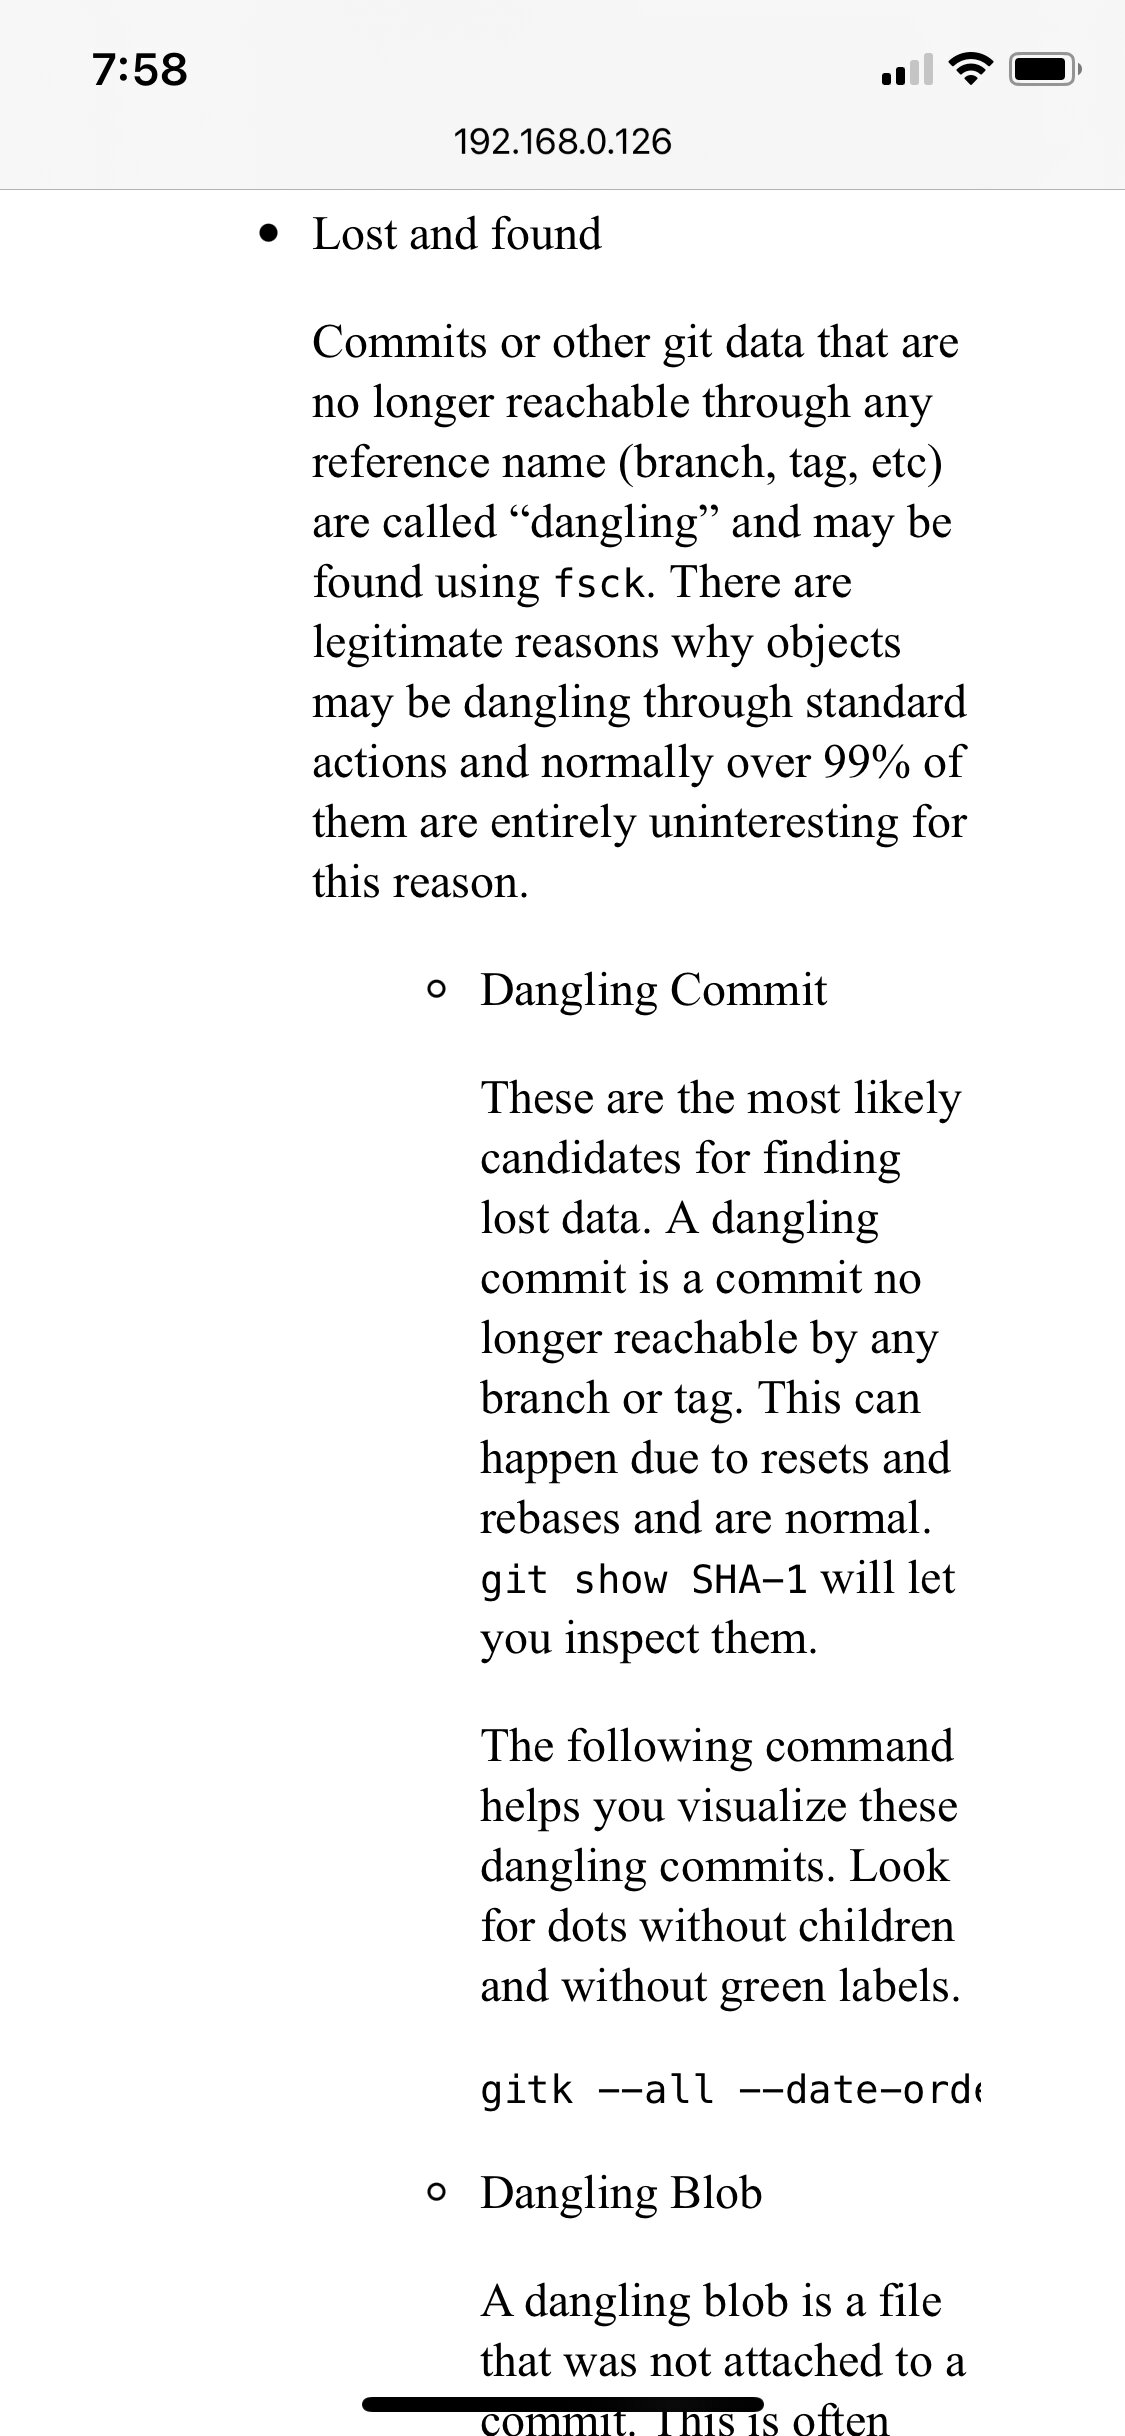 7:58
192.168.0.126
• Lost and found
Commits or other git data that are
no longer reachable through any
reference name (branch, tag, etc)
are called “dangling” and may be
found using fsck. There are
legitimate reasons why objects
may be dangling through standard
actions and normally over 99% of
them are entirely uninteresting for
this reason.
◦ Dangling Commit
These are the most likely
candidates for finding
lost data. A dangling
commit is a commit no
longer reachable by any
branch or tag. This can
happen due to resets and
rebases and are normal.
git show SHA-1 will let
you inspect them.
The following command
helps you visualize these
dangling commits. Look
for dots without children
and without green labels.
gitk --all --date-orde
◦ Dangling Blob
A dangling blob is a file
that was not attached to a
commit. This is often